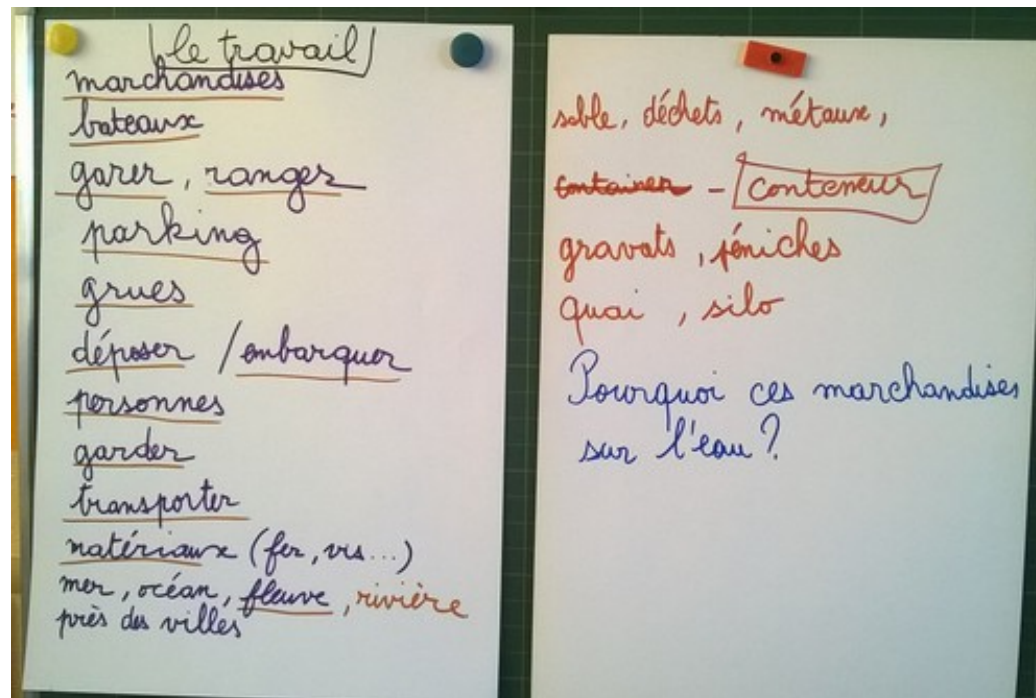 le travail
marchandises
bateaux
garer, ranger
parking
grues
déposer / embarquer
personnes
garder
transporter
matériaux (fer, vis...)
mer, océan, fleuve, rivière
près des villes
sable, déchets, métaux,
container - conteneur
gravats, péniches
quai, silo
Pourquoi ces marchandises
sur l'eau ?